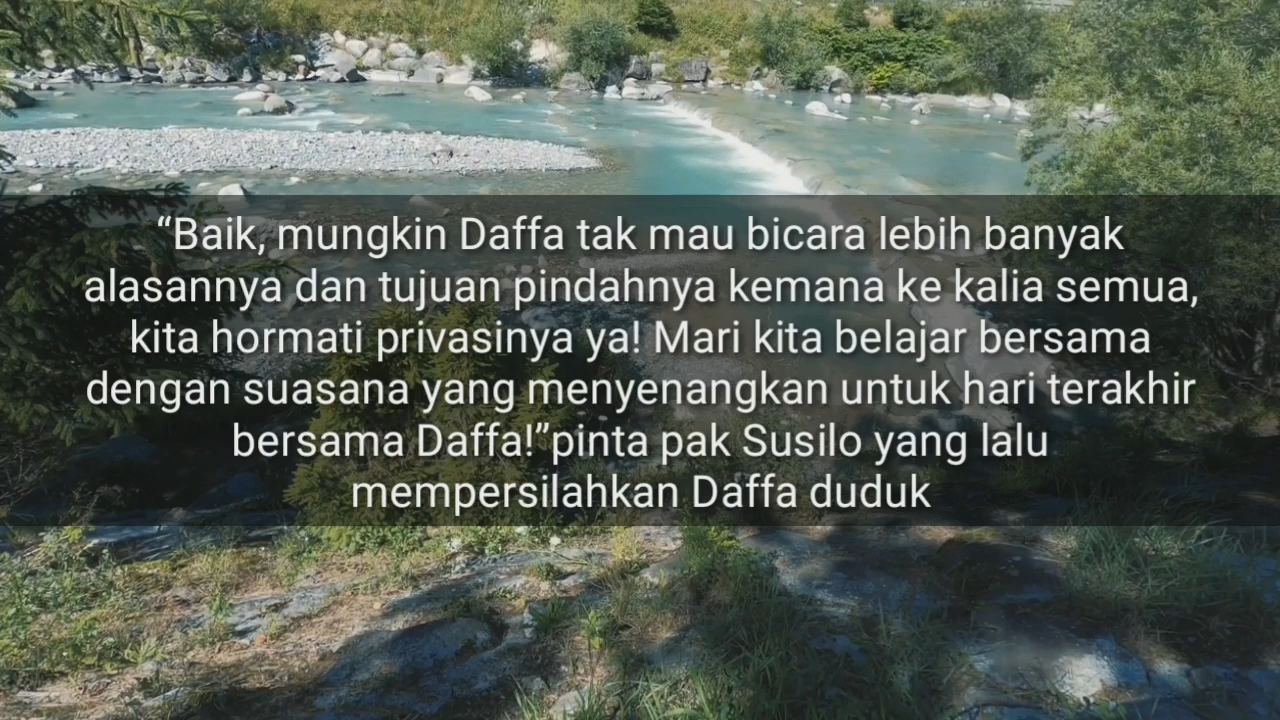 “Baik, mungkin Daffa tak mau bicara lebih banyak
alasannya dan tujuan pindahnya kemana ke kalia semua,
kita hormati privasinya ya! Mari kita belajar bersama
dengan suasana yang menyenangkan untuk hari terakhir
bersama Daffa!”pinta pak Susilo yang lalu
mempersilahkan Daffa duduk